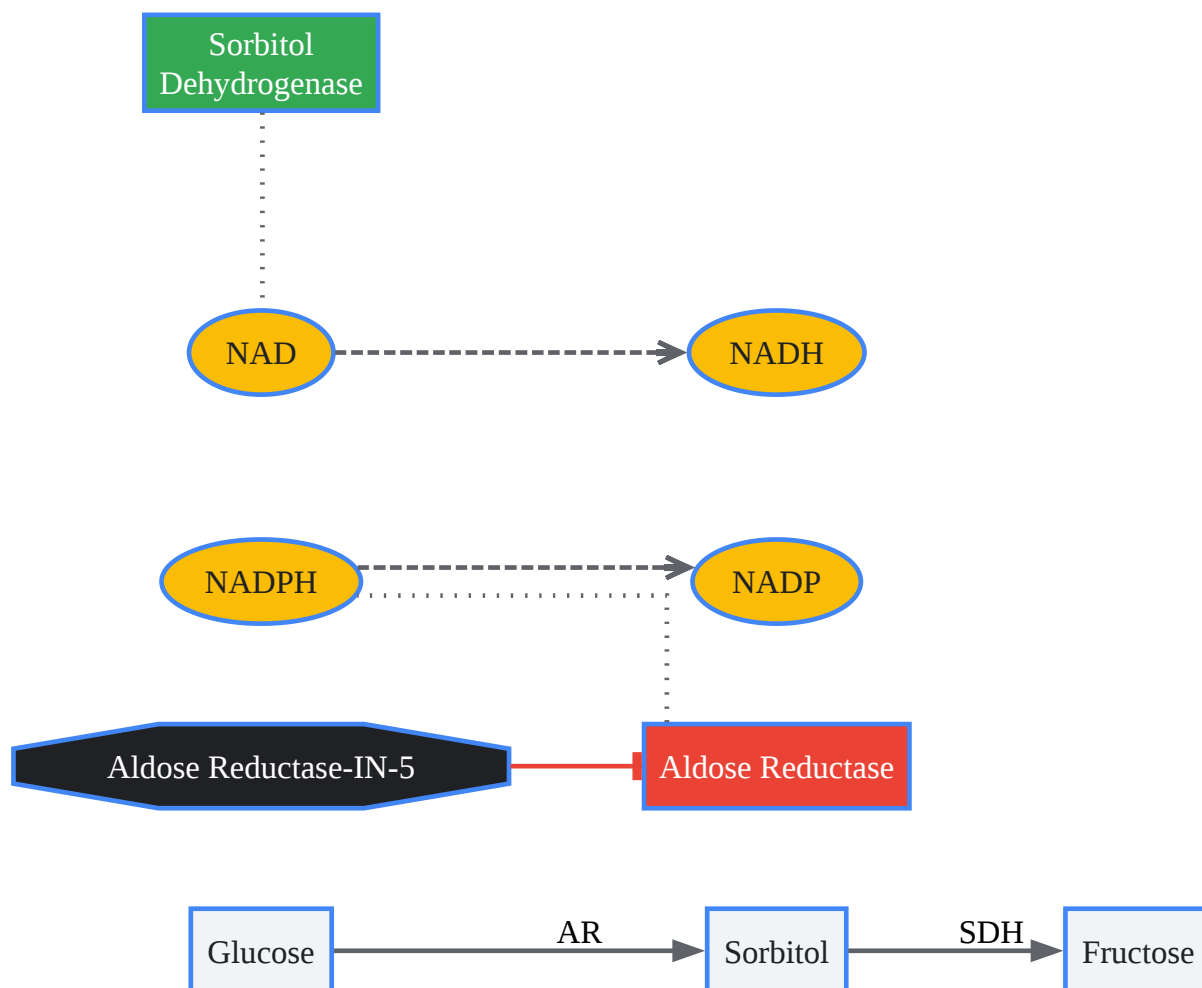 Sorbitol
Dehydrogenase
NAD
NADH
NADPH
NADP
Aldose Reductase-IN-5
Aldose Reductase
AR
SDH
Glucose
Sorbitol
Fructose